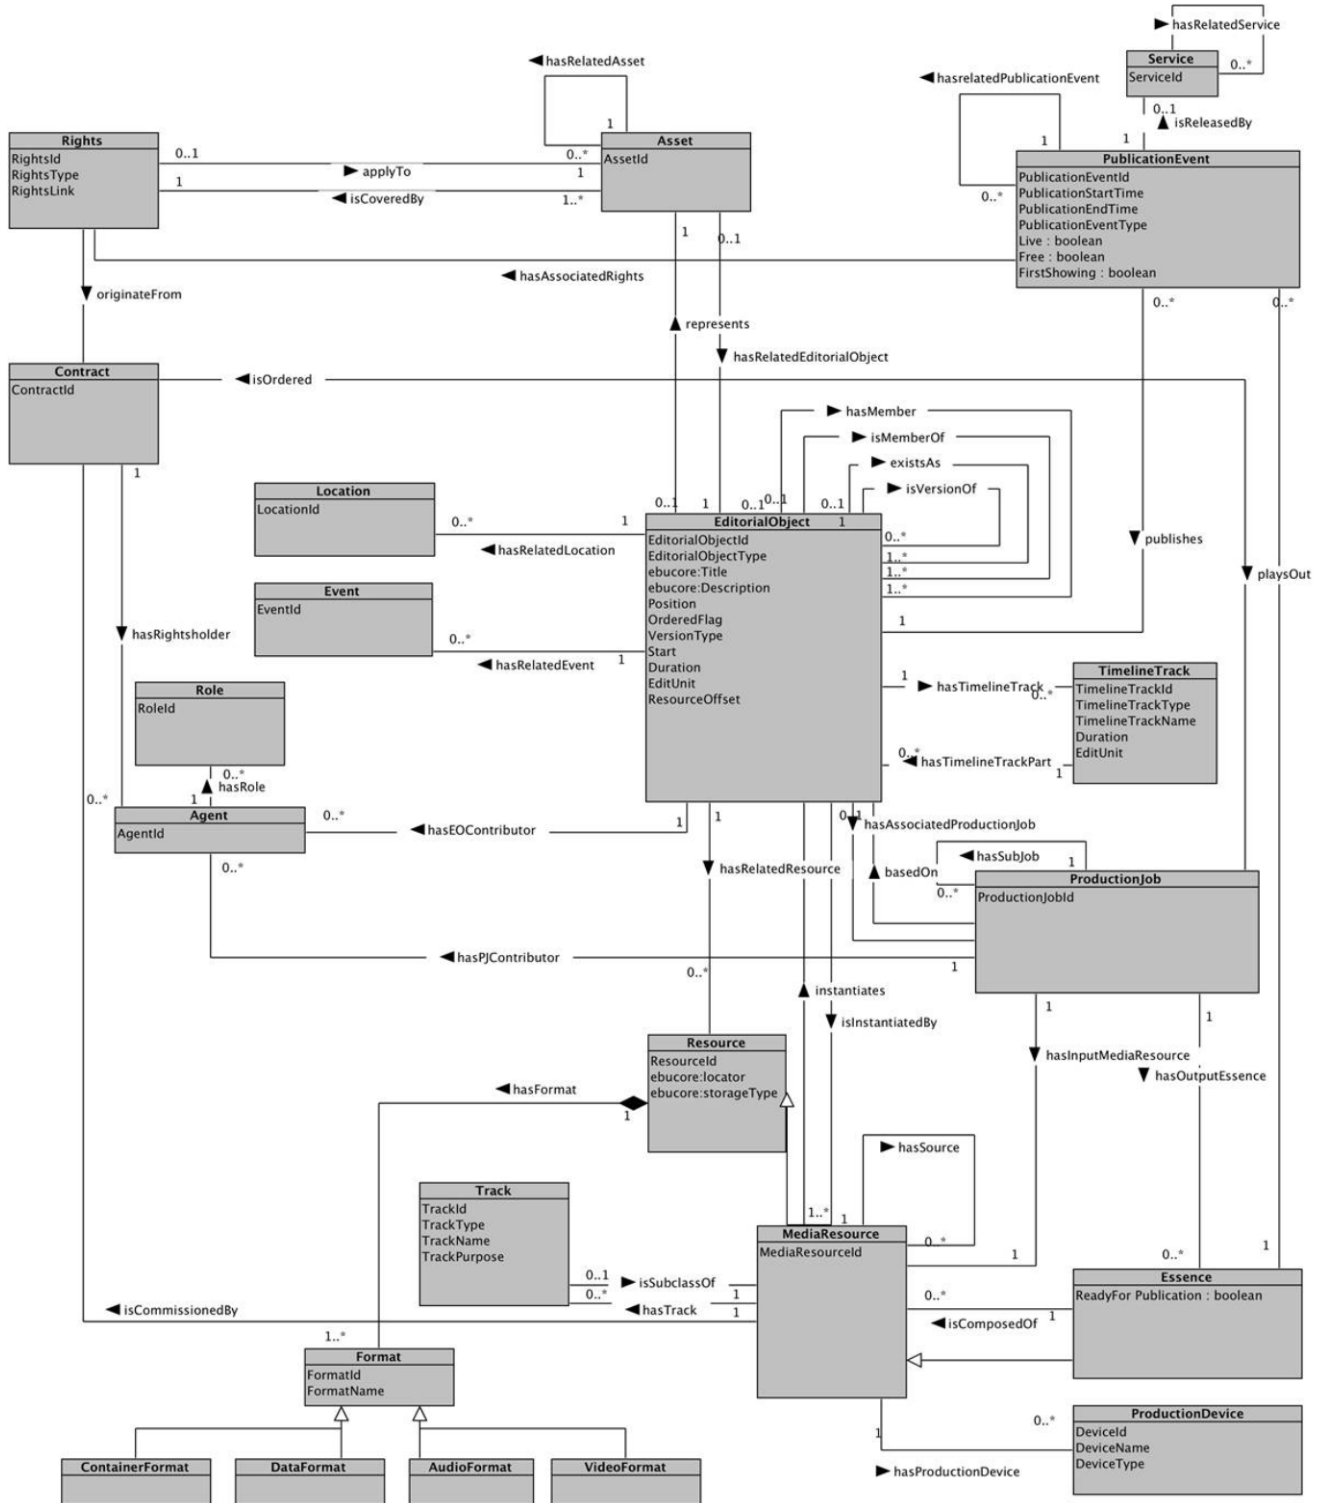 hasRelatedService
Service
ServiceId
0..*
hasRelatedAsset
hasrelatedPublicationEvent
0..1
isReleasedBy
1
1
1
Rights
RightsId
RightsType
RightsLink
0..1
applyTo
0..*
1
isCoveredBy
1
1..*
Asset
AssetId
PublicationEvent
PublicationEventId
PublicationStartTime
PublicationEndTime
PublicationEventType
Live : boolean
Free : boolean
FirstShowing : boolean
0..*
1
0..1
hasAssociatedRights
originateFrom
0..*
0..*
represents
hasRelatedEditorialObject
Contract
ContractId
isOrdered
1
hasMember
isMemberOf
existsAs
isVersionOf
0..1
1
0..1
0..1
0..1
1
Location
LocationId
0..*
1
hasRelatedLocation
Event
EventId
0..*
1
hasRelatedEvent
EditorialObject
EditorialObjectId
EditorialObjectType
ebucore:Title
ebucore:Description
Position
OrderedFlag
VersionType
Start
Duration
EditUnit
ResourceOffset
0..*
1..*
1..*
1..*
1
publishes
playsOut
hasRightsholder
Role
RoleId
0..*
hasRole
1
1
hasTimelineTrack
0..*
TimelineTrack
TimelineTrackId
TimelineTrackType
TimelineTrackName
Duration
EditUnit
0..*
hasTimelineTrackPart
1
0..*
Agent
AgentId
0..*
hasEOContributor
1
1
0..1
hasAssociatedProductionJob
0..*
hasRelatedResource
basedOn
hasSubJob
1
0..*
ProductionJob
ProductionJobId
hasPJContributor
1
0..*
instantiates
isInstantiatedBy
1
1
hasInputMediaResource
hasOutputEssence
Resource
ResourceId
ebucore:locator
ebucore:storageType
hasFormat
1
hasSource
Track
TrackId
TrackType
TrackName
TrackPurpose
1..*
1
0..*
MediaResource
MediaResourceId
1
0..*
1
0..1
isSubclassOf
0..*
hasTrack
1
1
isCommissionedBy
Essence
ReadyFor Publication : boolean
0..*
isComposedOf
1
1..*
Format
FormatId
FormatName
ProductionDevice
DeviceId
DeviceName
DeviceType
1
0..*
hasProductionDevice
ContainerFormat
DataFormat
AudioFormat
VideoFormat